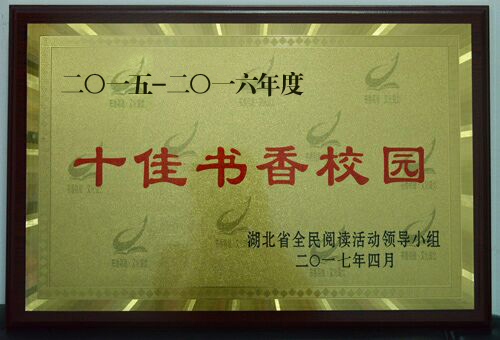 二〇一五-二〇一六年度
十佳书香校园
湖北省全民阅读活动领导小组
二〇一七年四月